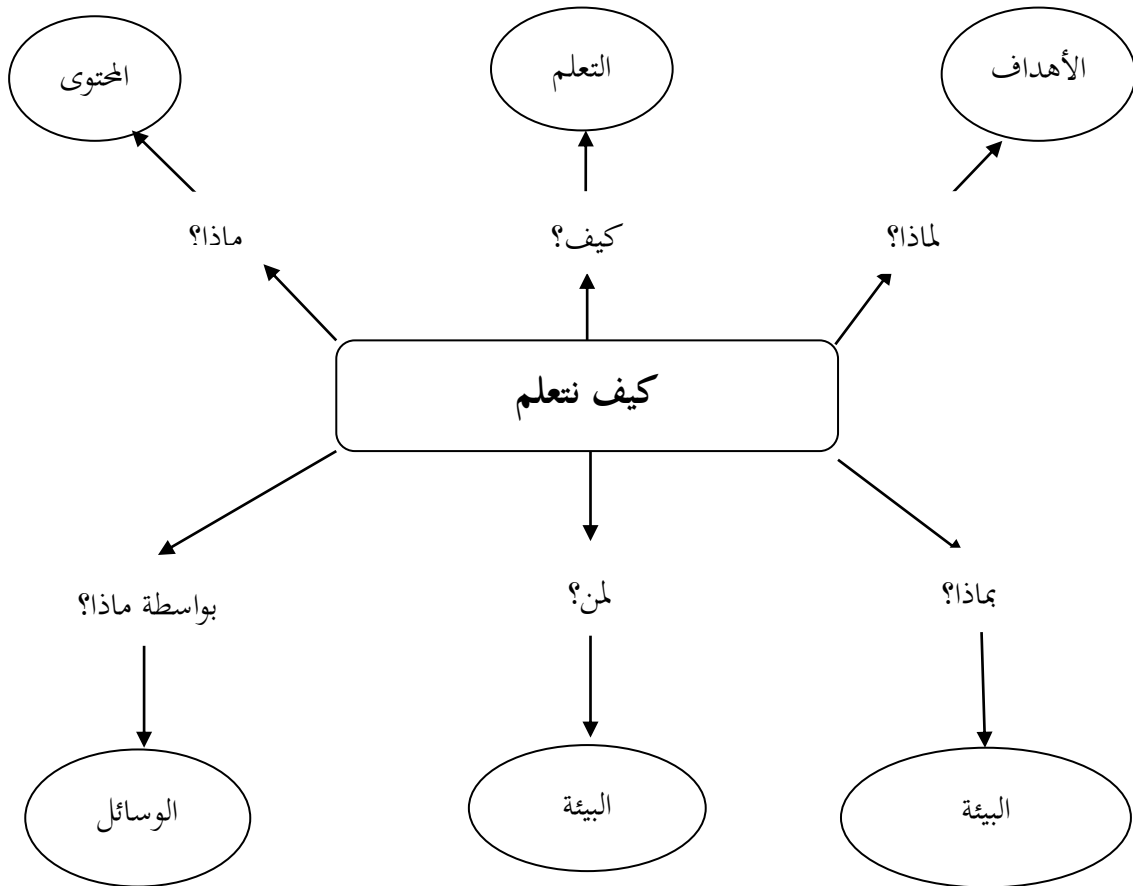 الأهداف
التعلم
المحتوى
لماذا؟
كيف؟
ماذا؟
كيف نتعلم
بماذا؟
لمن؟
بواسطة ماذا؟
البيئة
البيئة
الوسائل